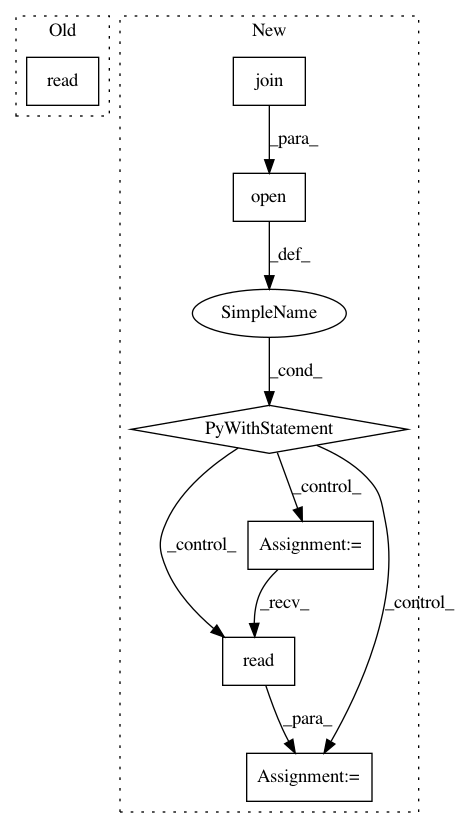 Old
New
read
join
_para_
open
_def_
SimpleName
_cond_
PyWithStatement
_control_
_control_
Assignment:=
_control_
_recv_
read
_para_
Assignment:=